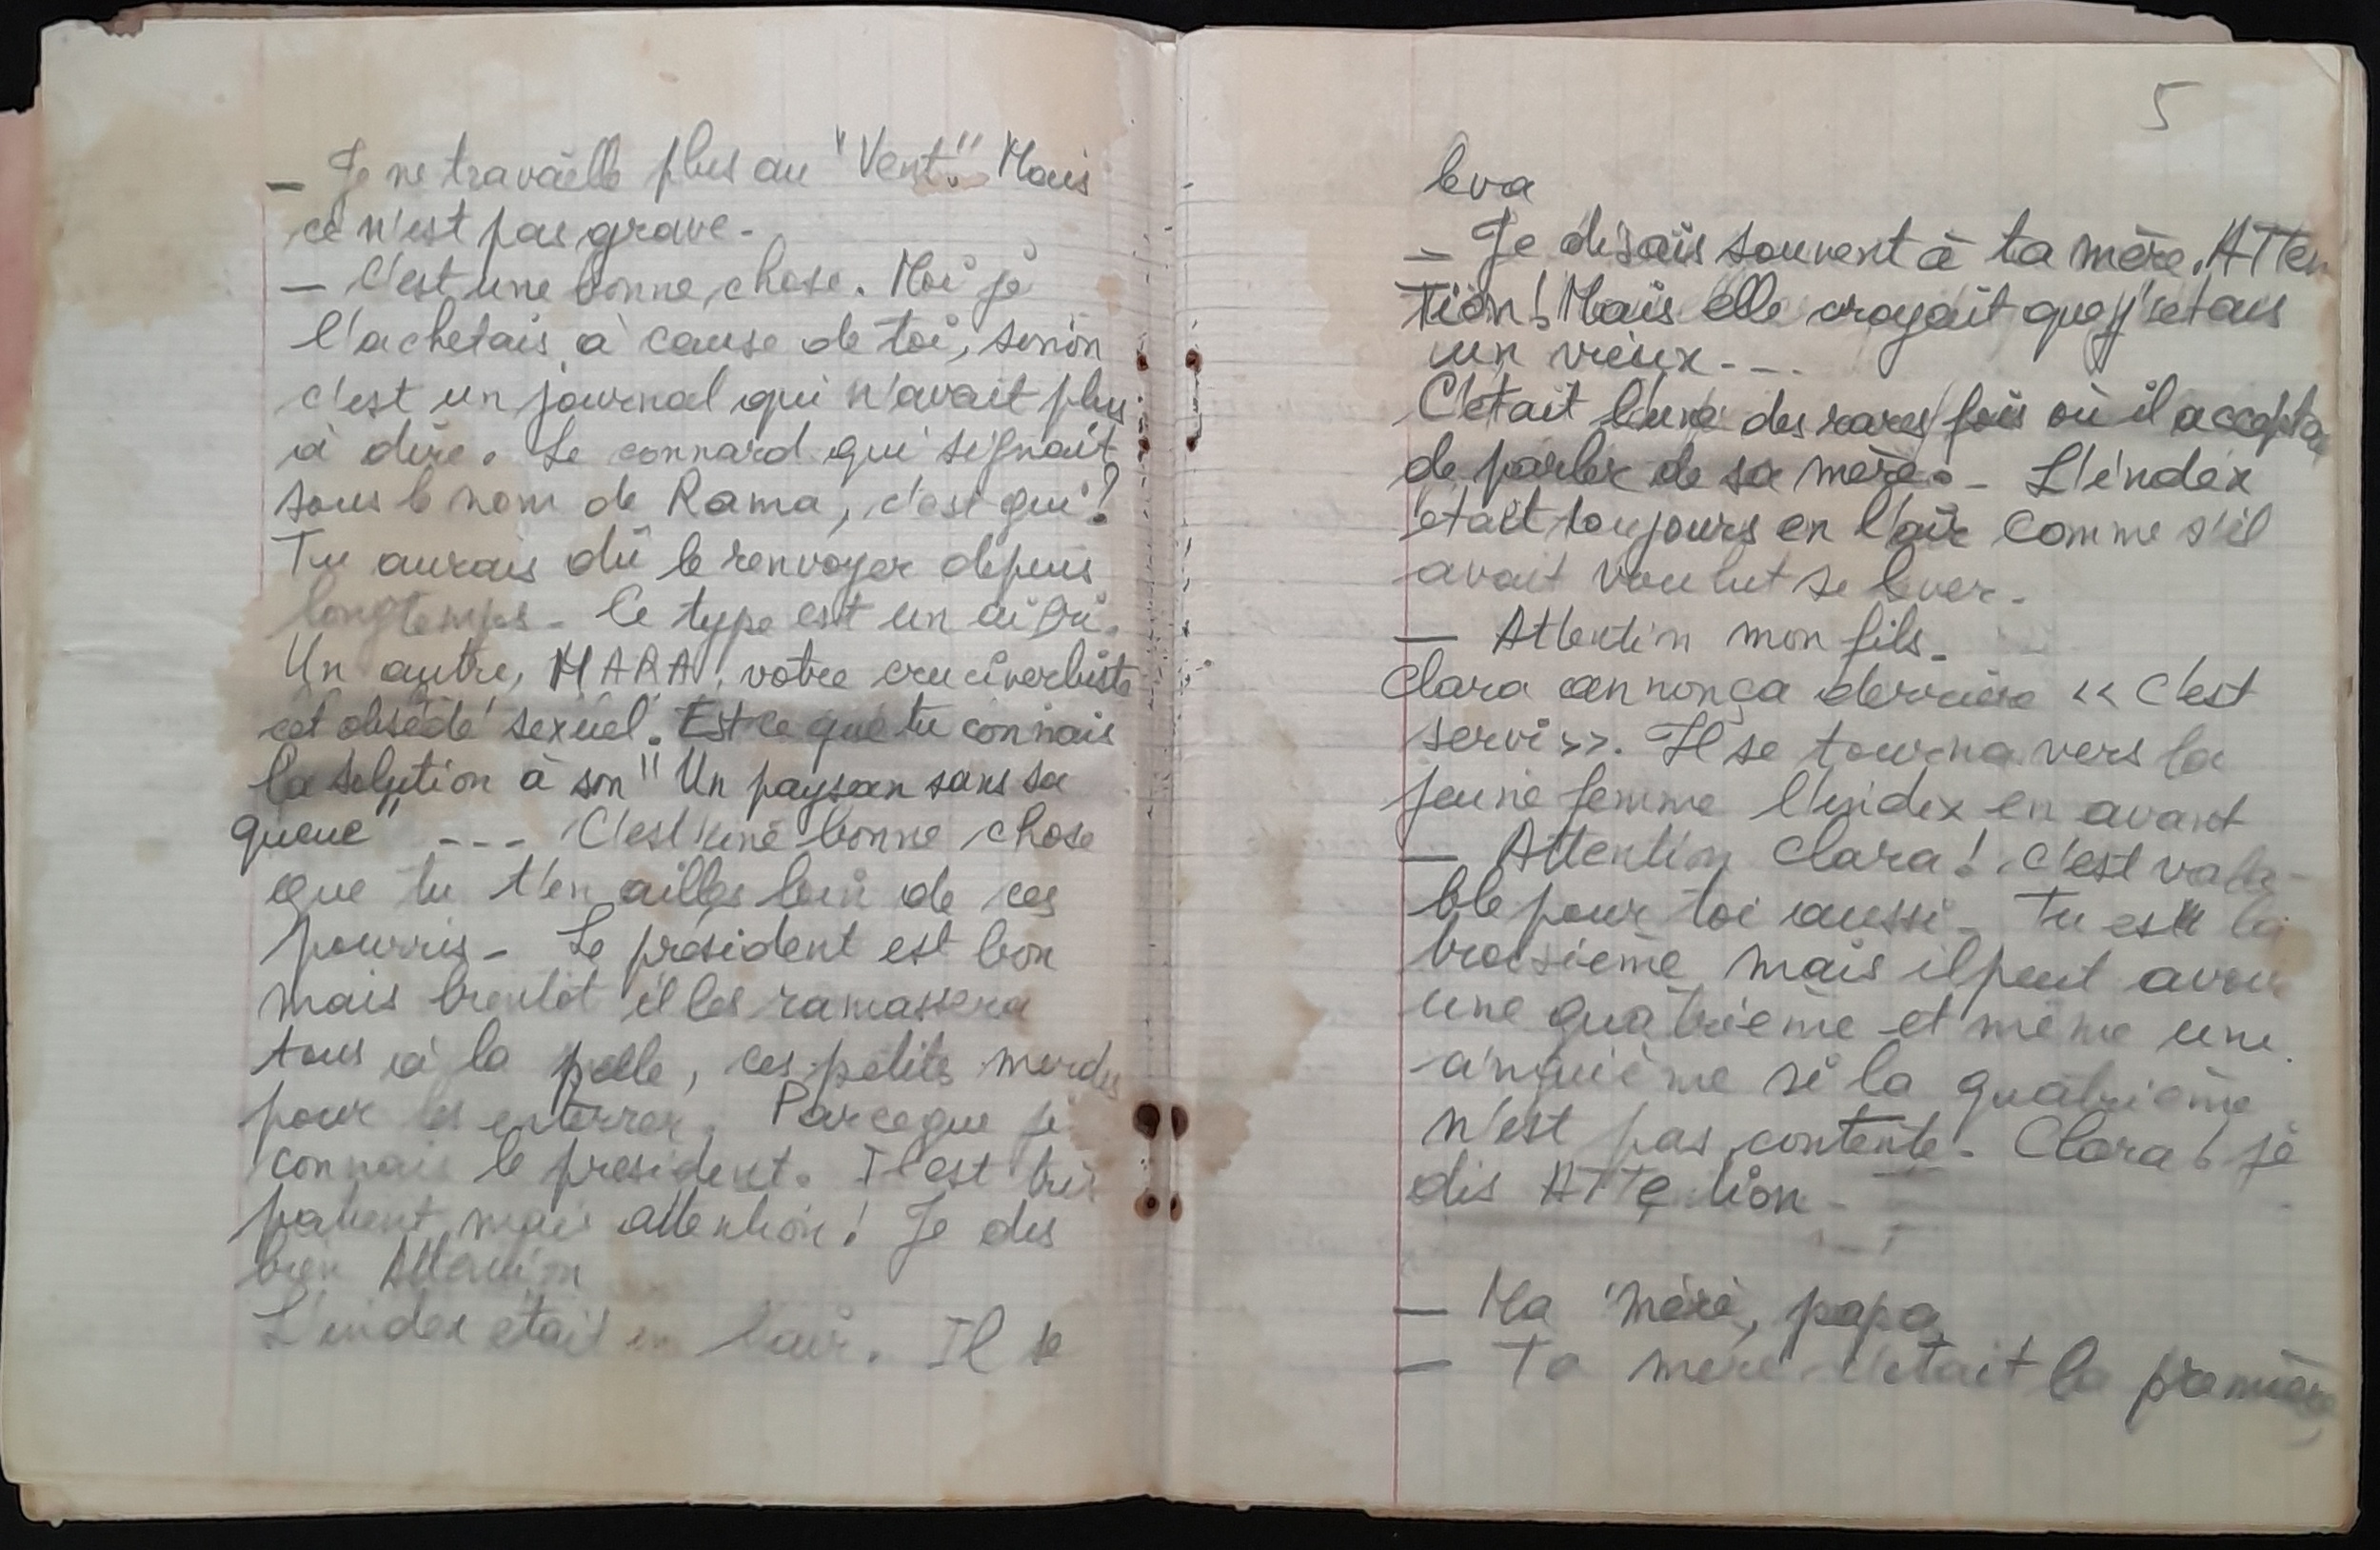 — Je ne travaille plus au "Vent". Mais
ce n'est pas grave.
— C'est une bonne chose. Moi je
l'achetais à cause de toi, sinon
c'est un journal qui n'avait plus
à dire. Le connard qui signait
sous le nom de Rama, c'est qui?
Tu aurais dû le renvoyer depuis
longtemps. Ce type est un aigri.
Un autre, MARA, votre cruciverbiste
cet obsédé sexuel. Est ce que tu connais
la solution à son "Un paysan sans sa
queue" --- C'est une bonne chose
que tu t'en ailles loin de ces
pourris. Le président est bon
mais bientôt il les ramassera
tous à la pelle, ces petits merdes
pour les enterrer. Parceque je
connais le président. Il est très
patient, mais attention! Je dis
bien Attention
L'index était en l'air. Il se
5
leva
— Je disais souvent à ta mère. ATTen
Tion! Mais elle croyait que j'etais
un vieux---
C'était l'une des rares fois où il accepta
de parler de sa mère. L'index
était toujours en l'air comme s'il
avait voulut se lever.
— Attention mon fils.
Clara annonça derrière << C'est
servi>>. Il se tourna vers la
jeune femme l'index en avant
— Attention Clara! C'est vala-
ble pour toi aussi. Tu es la
troisième mais il peut avoir
une quatrième et même une
cinquième si la quatrième
n'est pas contente. Clara! je
dis ATTention
— Ma mère, papa
— Ta mère c'était la première